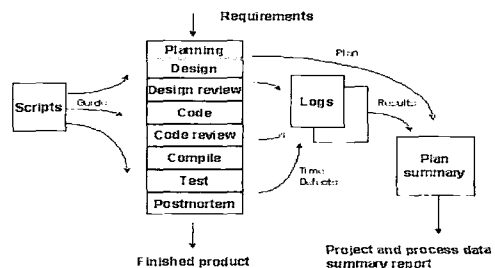 Requirements
Planning
Plan
Design
Design review
Scripts
Guide
Logs
Results
Code
Code review
Compile
Plan
summary
Test
Time
Defects
Postmortem
Finished product
Project and process data
summary report